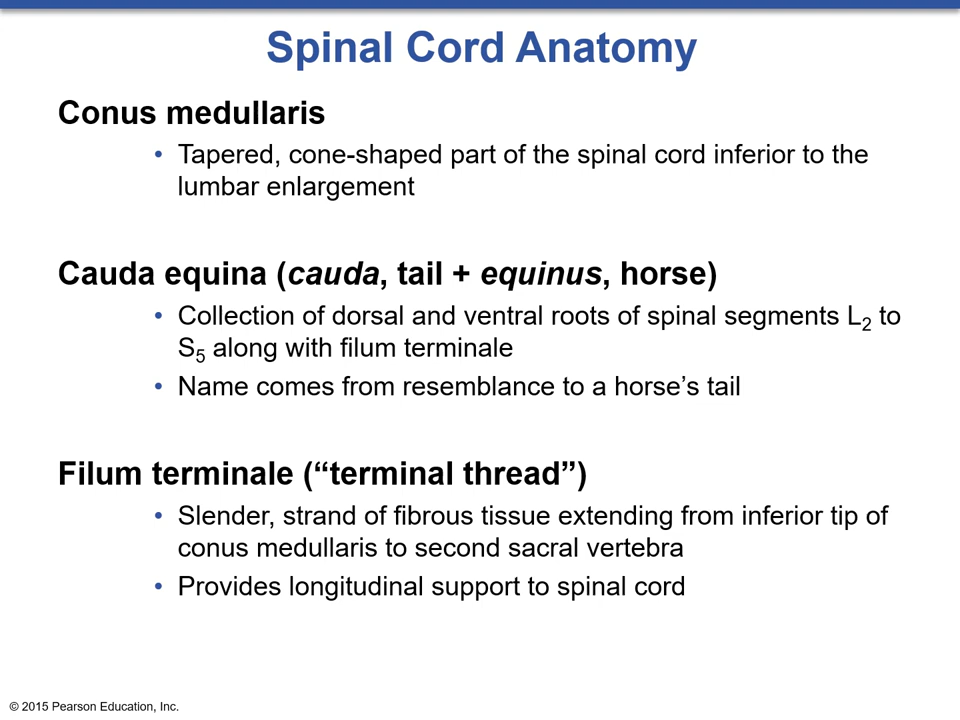 Spinal Cord Anatomy
Conus medullaris
• Tapered, cone-shaped part of the spinal cord inferior to the
lumbar enlargement
Cauda equina (cauda, tail + equinus, horse)
• Collection of dorsal and ventral roots of spinal segments L2 to
S5 along with filum terminale
• Name comes from resemblance to a horse’s tail
Filum terminale (“terminal thread”)
• Slender, strand of fibrous tissue extending from inferior tip of
conus medullaris to second sacral vertebra
• Provides longitudinal support to spinal cord
© 2015 Pearson Education, Inc.